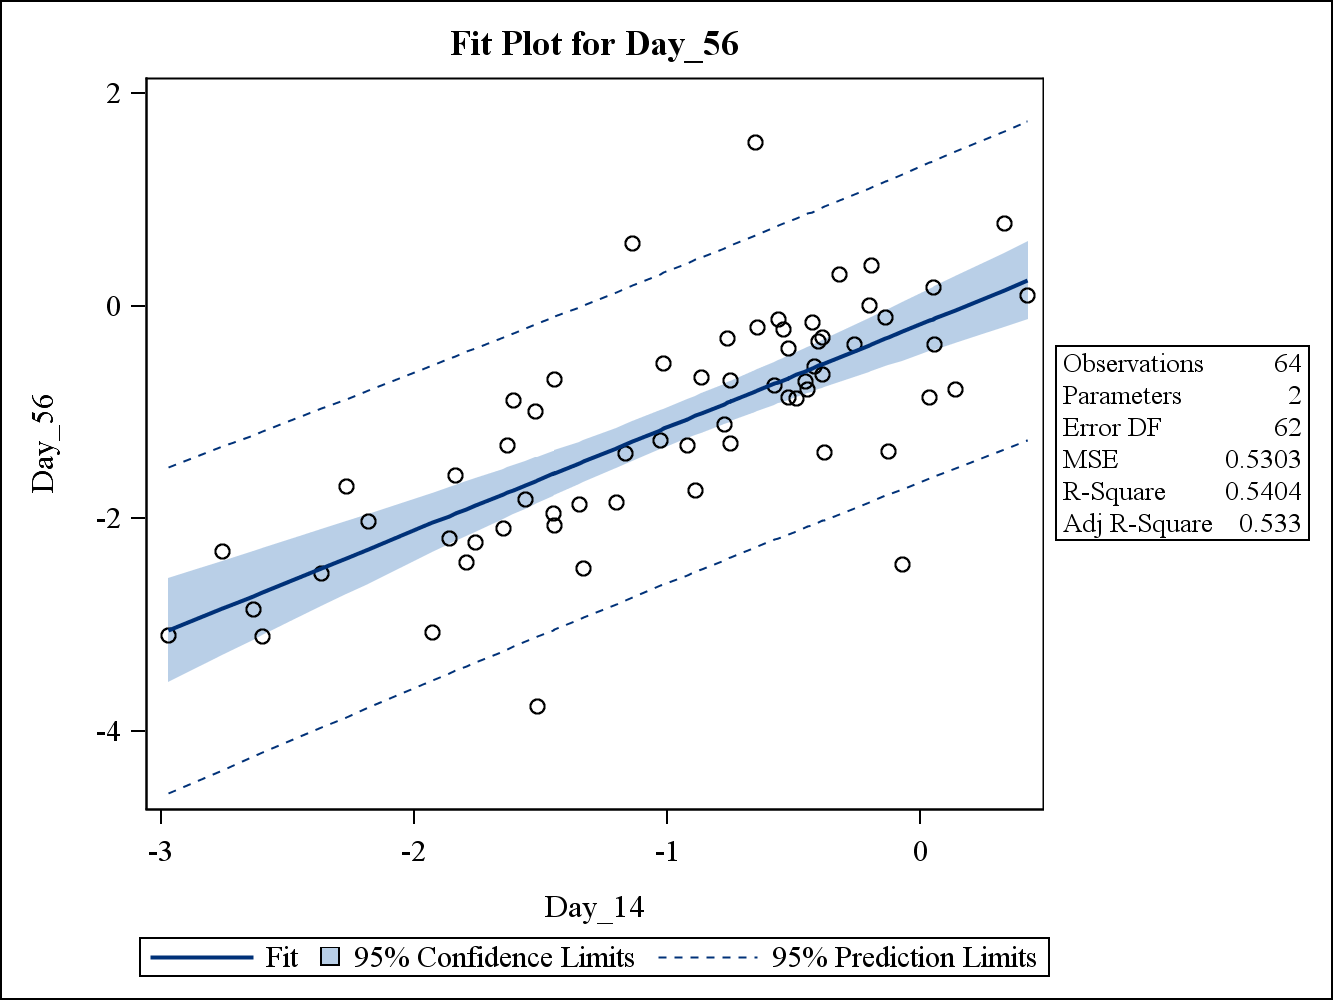 Fit Plot for Day_56
2
0
-2
-4
Day_56
-3
-2
-1
0
Day_14
Observations 64
Parameters 2
Error DF 62
MSE 0.5303
R-Square 0.5404
Adj R-Square 0.533
Fit 95% Confidence Limits 95% Prediction Limits